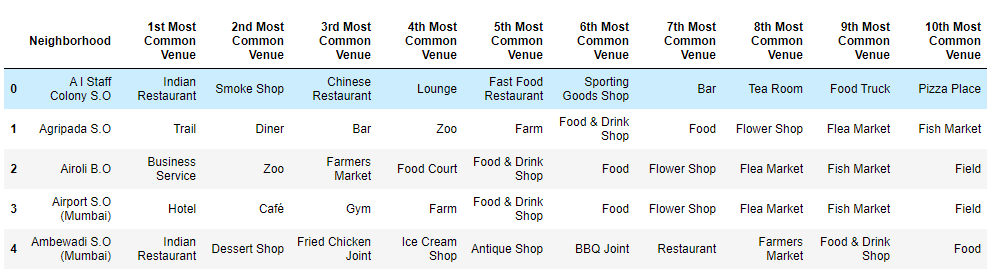 Neighborhood 1st Most Common Venue 2nd Most Common Venue 3rd Most Common Venue 4th Most Common Venue 5th Most Common Venue 6th Most Common Venue 7th Most Common Venue 8th Most Common Venue 9th Most Common Venue 10th Most Common Venue
0 A I Staff Colony S.O Indian Restaurant Smoke Shop Chinese Restaurant Lounge Fast Food Restaurant Sporting Goods Shop Bar Tea Room Food Truck Pizza Place
1 Agripada S.O Trail Diner Bar Zoo Farm Food & Drink Shop Food Flower Shop Flea Market Fish Market
2 Airoli B.O Business Service Zoo Farmers Market Food Court Food & Drink Shop Food Flower Shop Flea Market Fish Market Field
3 Airport S.O (Mumbai) Hotel Café Gym Farm Food & Drink Shop Food Flower Shop Flea Market Fish Market Field
4 Ambewadi S.O (Mumbai) Indian Restaurant Dessert Shop Fried Chicken Joint Ice Cream Shop Antique Shop BBQ Joint Restaurant Farmers Market Food & Drink Shop Food